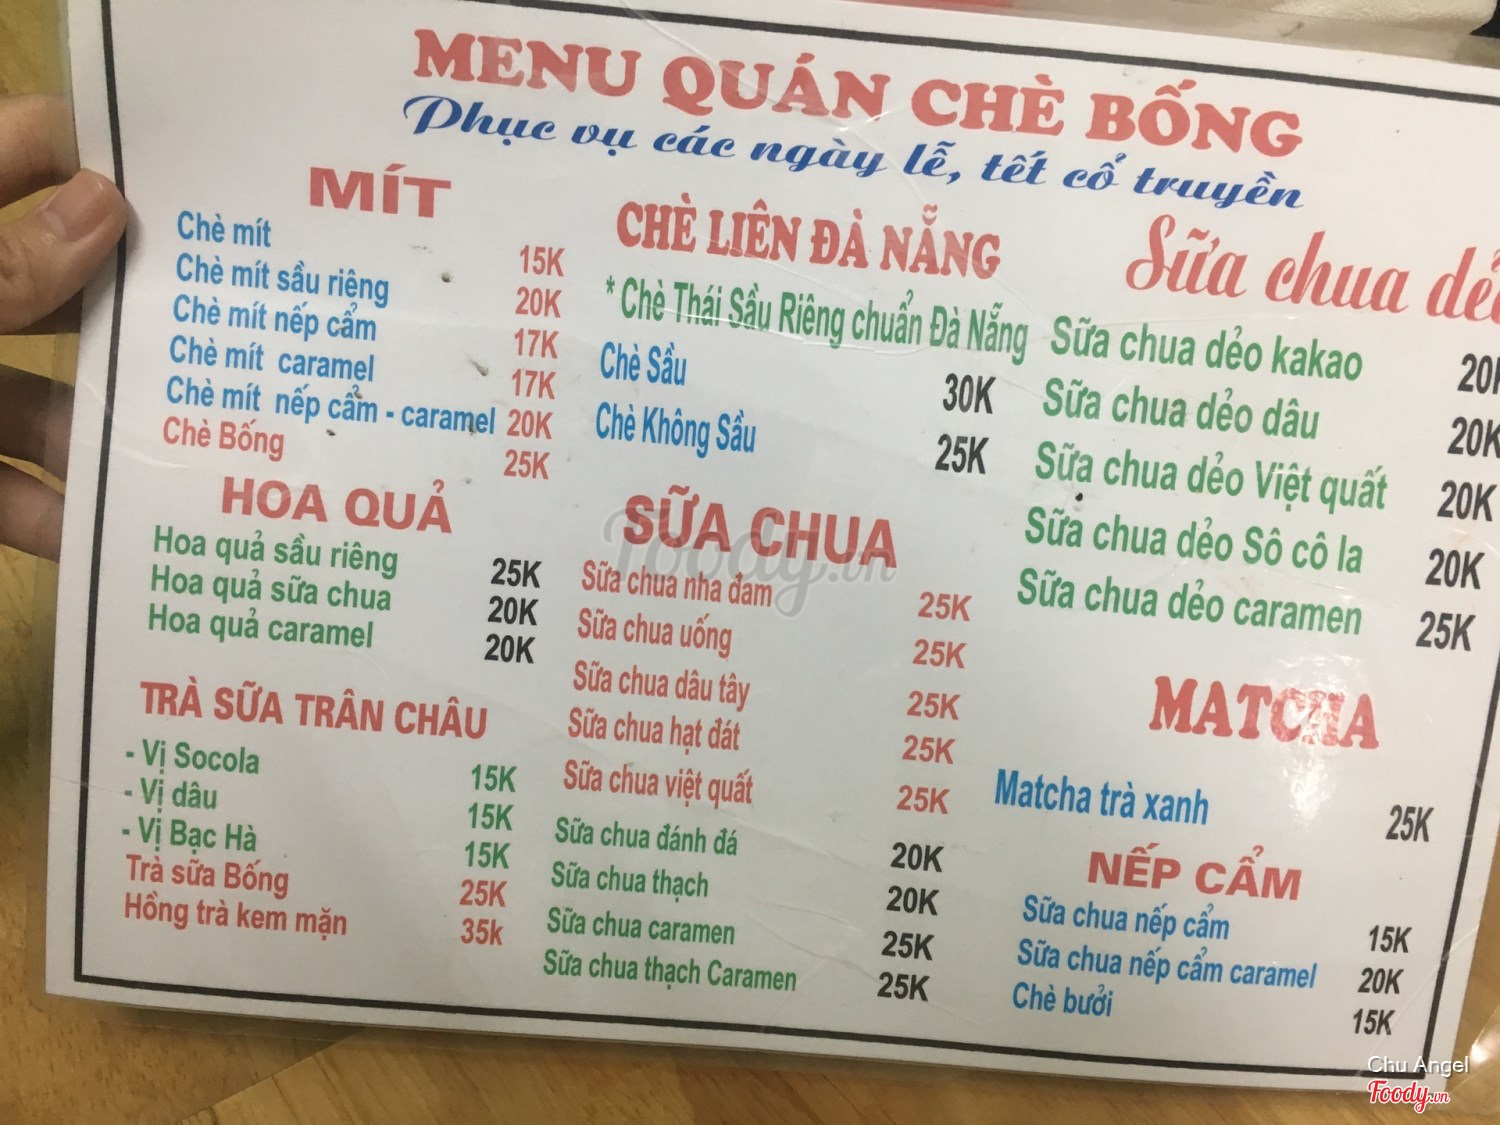 MENU QUÁN CHÈ BỐNG
Phục vụ các ngày lễ, tết cổ truyền
MÍT
Chè mít 15K
Chè mít sầu riêng 20K
Chè mít nếp cẩm 17K
Chè mít caramel 17K
Chè mít nếp cẩm - caramel 20K
Chè Bống 25K
HOA QUẢ
Hoa quả sầu riêng 25K
Hoa quả sữa chua 20K
Hoa quả caramel 20K
TRÀ SỮA TRÂN CHÂU
- Vị Socola 15K
- Vị dâu 15K
- Vị Bạc Hà 15K
Trà sữa Bống 25K
Hồng trà kem mặn 35k
CHÈ LIÊN ĐÀ NẴNG
* Chè Thái Sầu Riêng chuẩn Đà Nẵng
Chè Sầu 30K
Chè Không Sầu 25K
SỮA CHUA
Sữa chua nha đam 25K
Sữa chua uống 25K
Sữa chua dâu tây 25K
Sữa chua hạt đát 25K
Sữa chua việt quất 25K
Sữa chua đánh đá 20K
Sữa chua thạch 20K
Sữa chua caramen 25K
Sữa chua thạch Caramen 25K
Sữa chua dẻ
Sữa chua dẻo kakao 20K
Sữa chua dẻo dâu 20K
Sữa chua dẻo Việt quất 20K
Sữa chua dẻo Sô cô la 20K
Sữa chua dẻo caramen 25K
MATCHA
Matcha trà xanh 25K
NẾP CẨM
Sữa chua nếp cẩm 15K
Sữa chua nếp cẩm caramel 20K
Chè bưởi 15K
Foody.vn
Chu Angel
Foody.vn